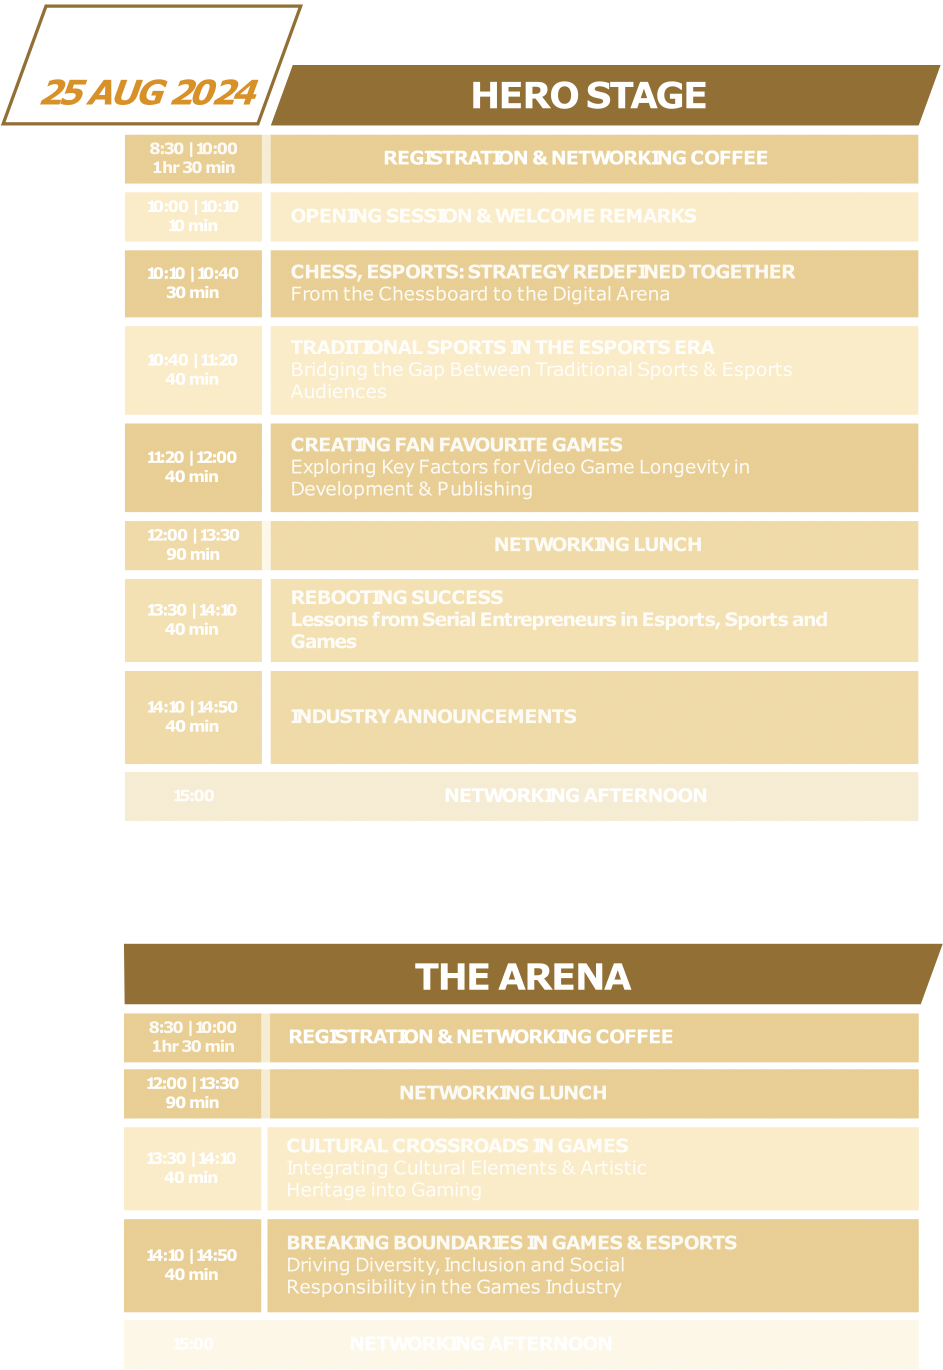 25 AUG 2024
HERO STAGE
8:30 | 10:00
1hr 30 min
REGISTRATION & NETWORKING COFFEE
10:00 | 10:10
10 min
OPENING SESSION & WELCOME REMARKS
10:10 | 10:40
30 min
CHESS, ESPORTS: STRATEGY REDEFINED TOGETHER
From the Chessboard to the Digital Arena
10:40 | 11:20
40 min
TRADITIONAL SPORTS IN THE ESPORTS ERA
Bridging the Gap Between Traditional Sports & Esports
Audiences
11:20 | 12:00
40 min
CREATING FAN FAVOURITE GAMES
Exploring Key Factors for Video Game Longevity in
Development & Publishing
12:00 | 13:30
90 min
NETWORKING LUNCH
13:30 | 14:10
40 min
REBOOTING SUCCESS
Lessons from Serial Entrepreneurs in Esports, Sports and
Games
14:10 | 14:50
40 min
INDUSTRY ANNOUNCEMENTS
15:00
NETWORKING AFTERNOON
THE ARENA
8:30 | 10:00
1hr 30 min
REGISTRATION & NETWORKING COFFEE
12:00 | 13:30
90 min
NETWORKING LUNCH
13:30 | 14:10
40 min
CULTURAL CROSSROADS IN GAMES
Integrating Cultural Elements & Artistic
Heritage into Gaming
14:10 | 14:50
40 min
BREAKING BOUNDARIES IN GAMES & ESPORTS
Driving Diversity, Inclusion and Social
Responsibility in the Games Industry
15:00
NETWORKING AFTERNOON